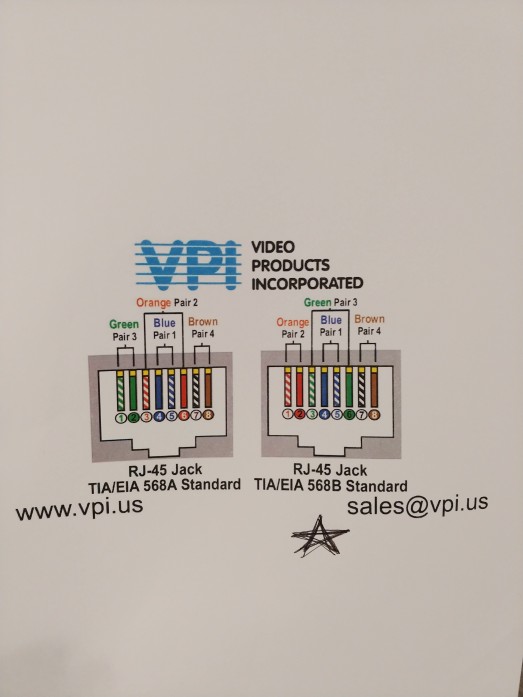 VPI
VIDEO
PRODUCTS
INCORPORATED
Orange Pair 2
Green
Pair 3
Blue
Pair 1
Brown
Pair 4
1 2 3 4 5 6 7 8
RJ-45 Jack
TIA/EIA 568A Standard
Green Pair 3
Orange
Pair 2
Blue
Pair 1
Brown
Pair 4
1 2 3 4 5 6 7 8
RJ-45 Jack
TIA/EIA 568B Standard
www.vpi.us
sales@vpi.us